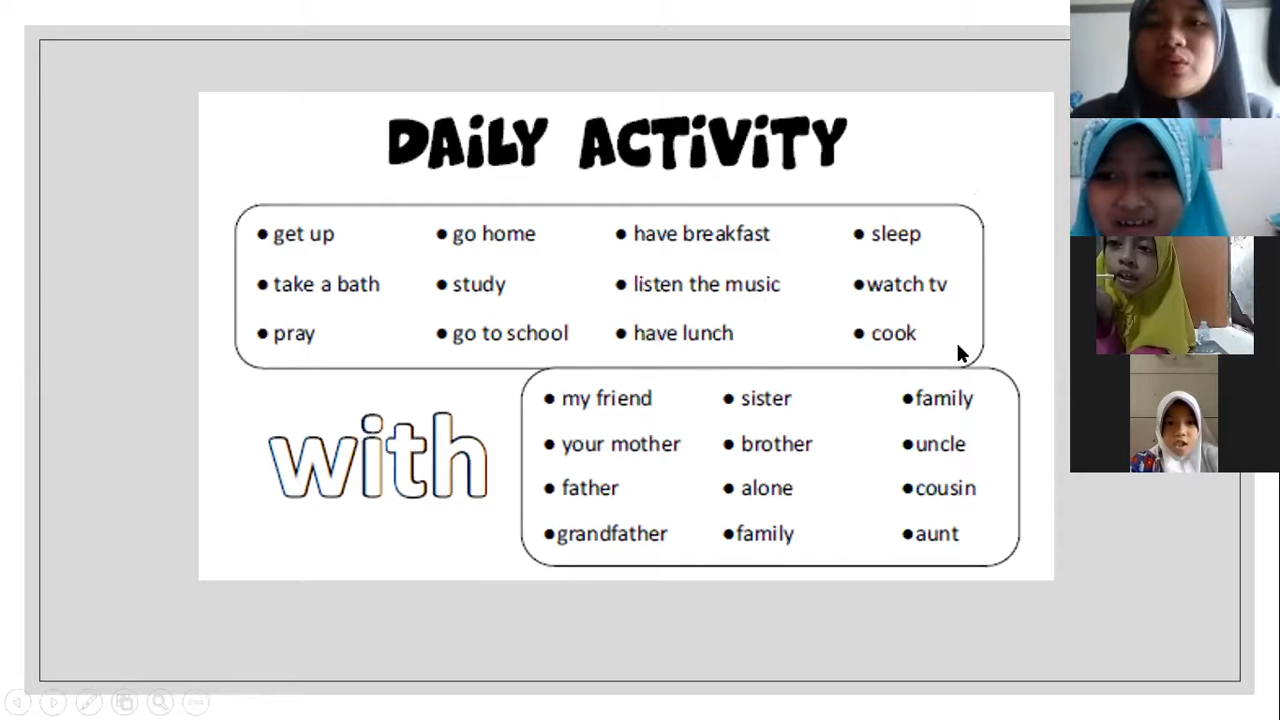 DAILY ACTIVITY
● get up ● go home ● have breakfast ● sleep
● take a bath ● study ● listen the music ●watch tv
● pray ● go to school ● have lunch ● cook
with
● my friend ● sister ●family
● your mother ● brother ●uncle
● father ● alone ●cousin
●grandfather ●family ●aunt